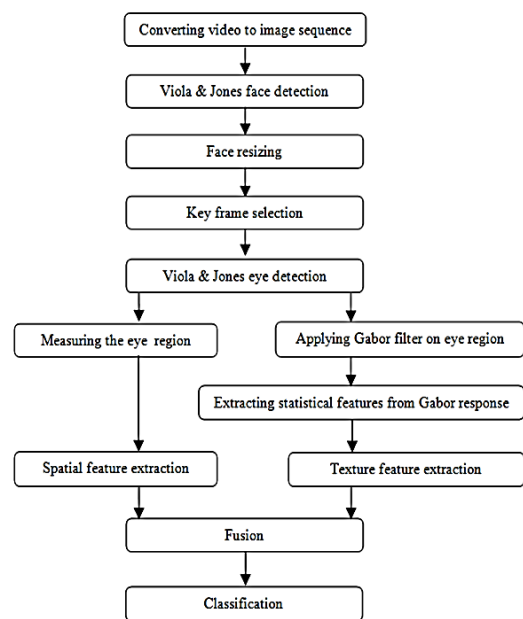 Converting video to image sequence
Viola & Jones face detection
Face resizing
Key frame selection
Viola & Jones eye detection
Measuring the eye region
Applying Gabor filter on eye region
Extracting statistical features from Gabor response
Spatial feature extraction
Texture feature extraction
Fusion
Classification